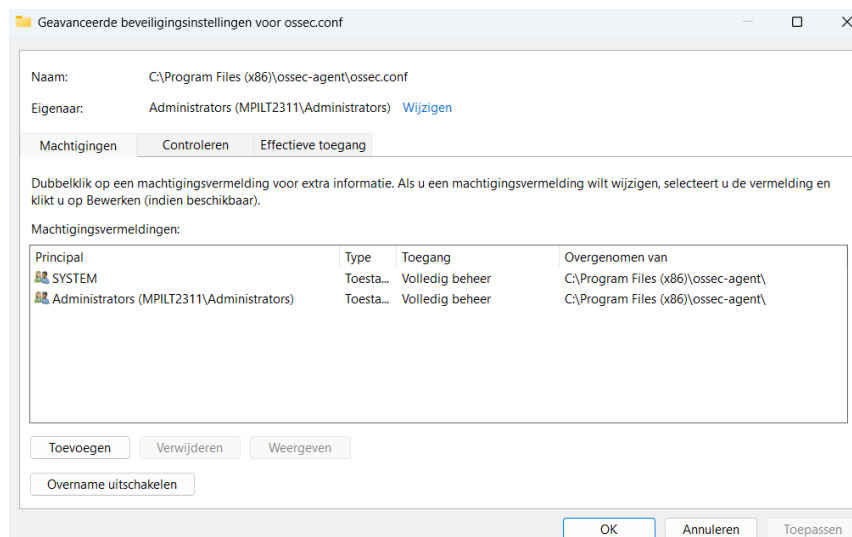 Geavanceerde beveiligingsinstellingen voor ossec.conf
Naam: C:\Program Files (x86)\ossec-agent\ossec.conf
Eigenaar: Administrators (MPILT2311\Administrators) Wijzigen
Machtigingen Controleren Effectieve toegang
Dubbelklik op een machtigingsvermelding voor extra informatie. Als u een machtigingsvermelding wilt wijzigen, selecteert u de vermelding en
klikt u op Bewerken (indien beschikbaar).
Machtigingsvermeldingen:
Principal Type Toegang Overgenomen van
SYSTEM Toesta... Volledig beheer C:\Program Files (x86)\ossec-agent\
Administrators (MPILT2311\Administrators) Toesta... Volledig beheer C:\Program Files (x86)\ossec-agent\
Toevoegen Verwijderen Weergeven
Overname uitschakelen
OK Annuleren Toepassen